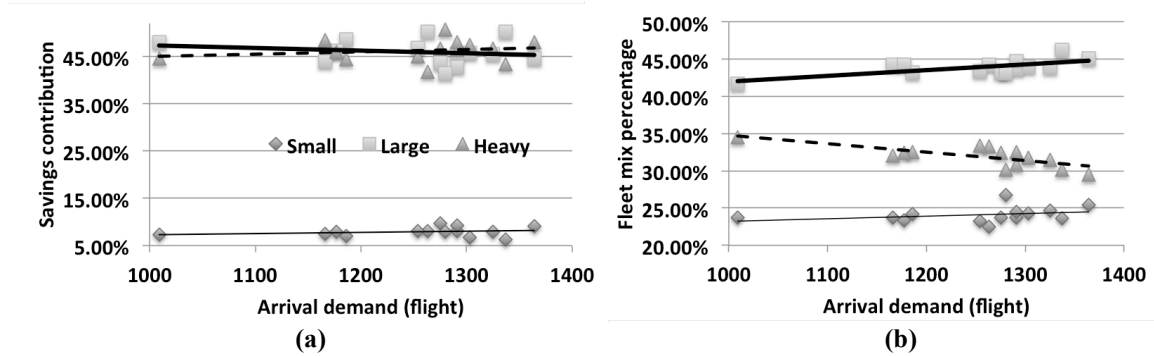 45.00%
35.00%
25.00%
15.00%
5.00%
Savings contribution
Small Large Heavy
1000 1100 1200 1300 1400
Arrival demand (flight)
(a)
50.00%
45.00%
40.00%
35.00%
30.00%
25.00%
20.00%
Fleet mix percentage
1000 1100 1200 1300 1400
Arrival demand (flight)
(b)